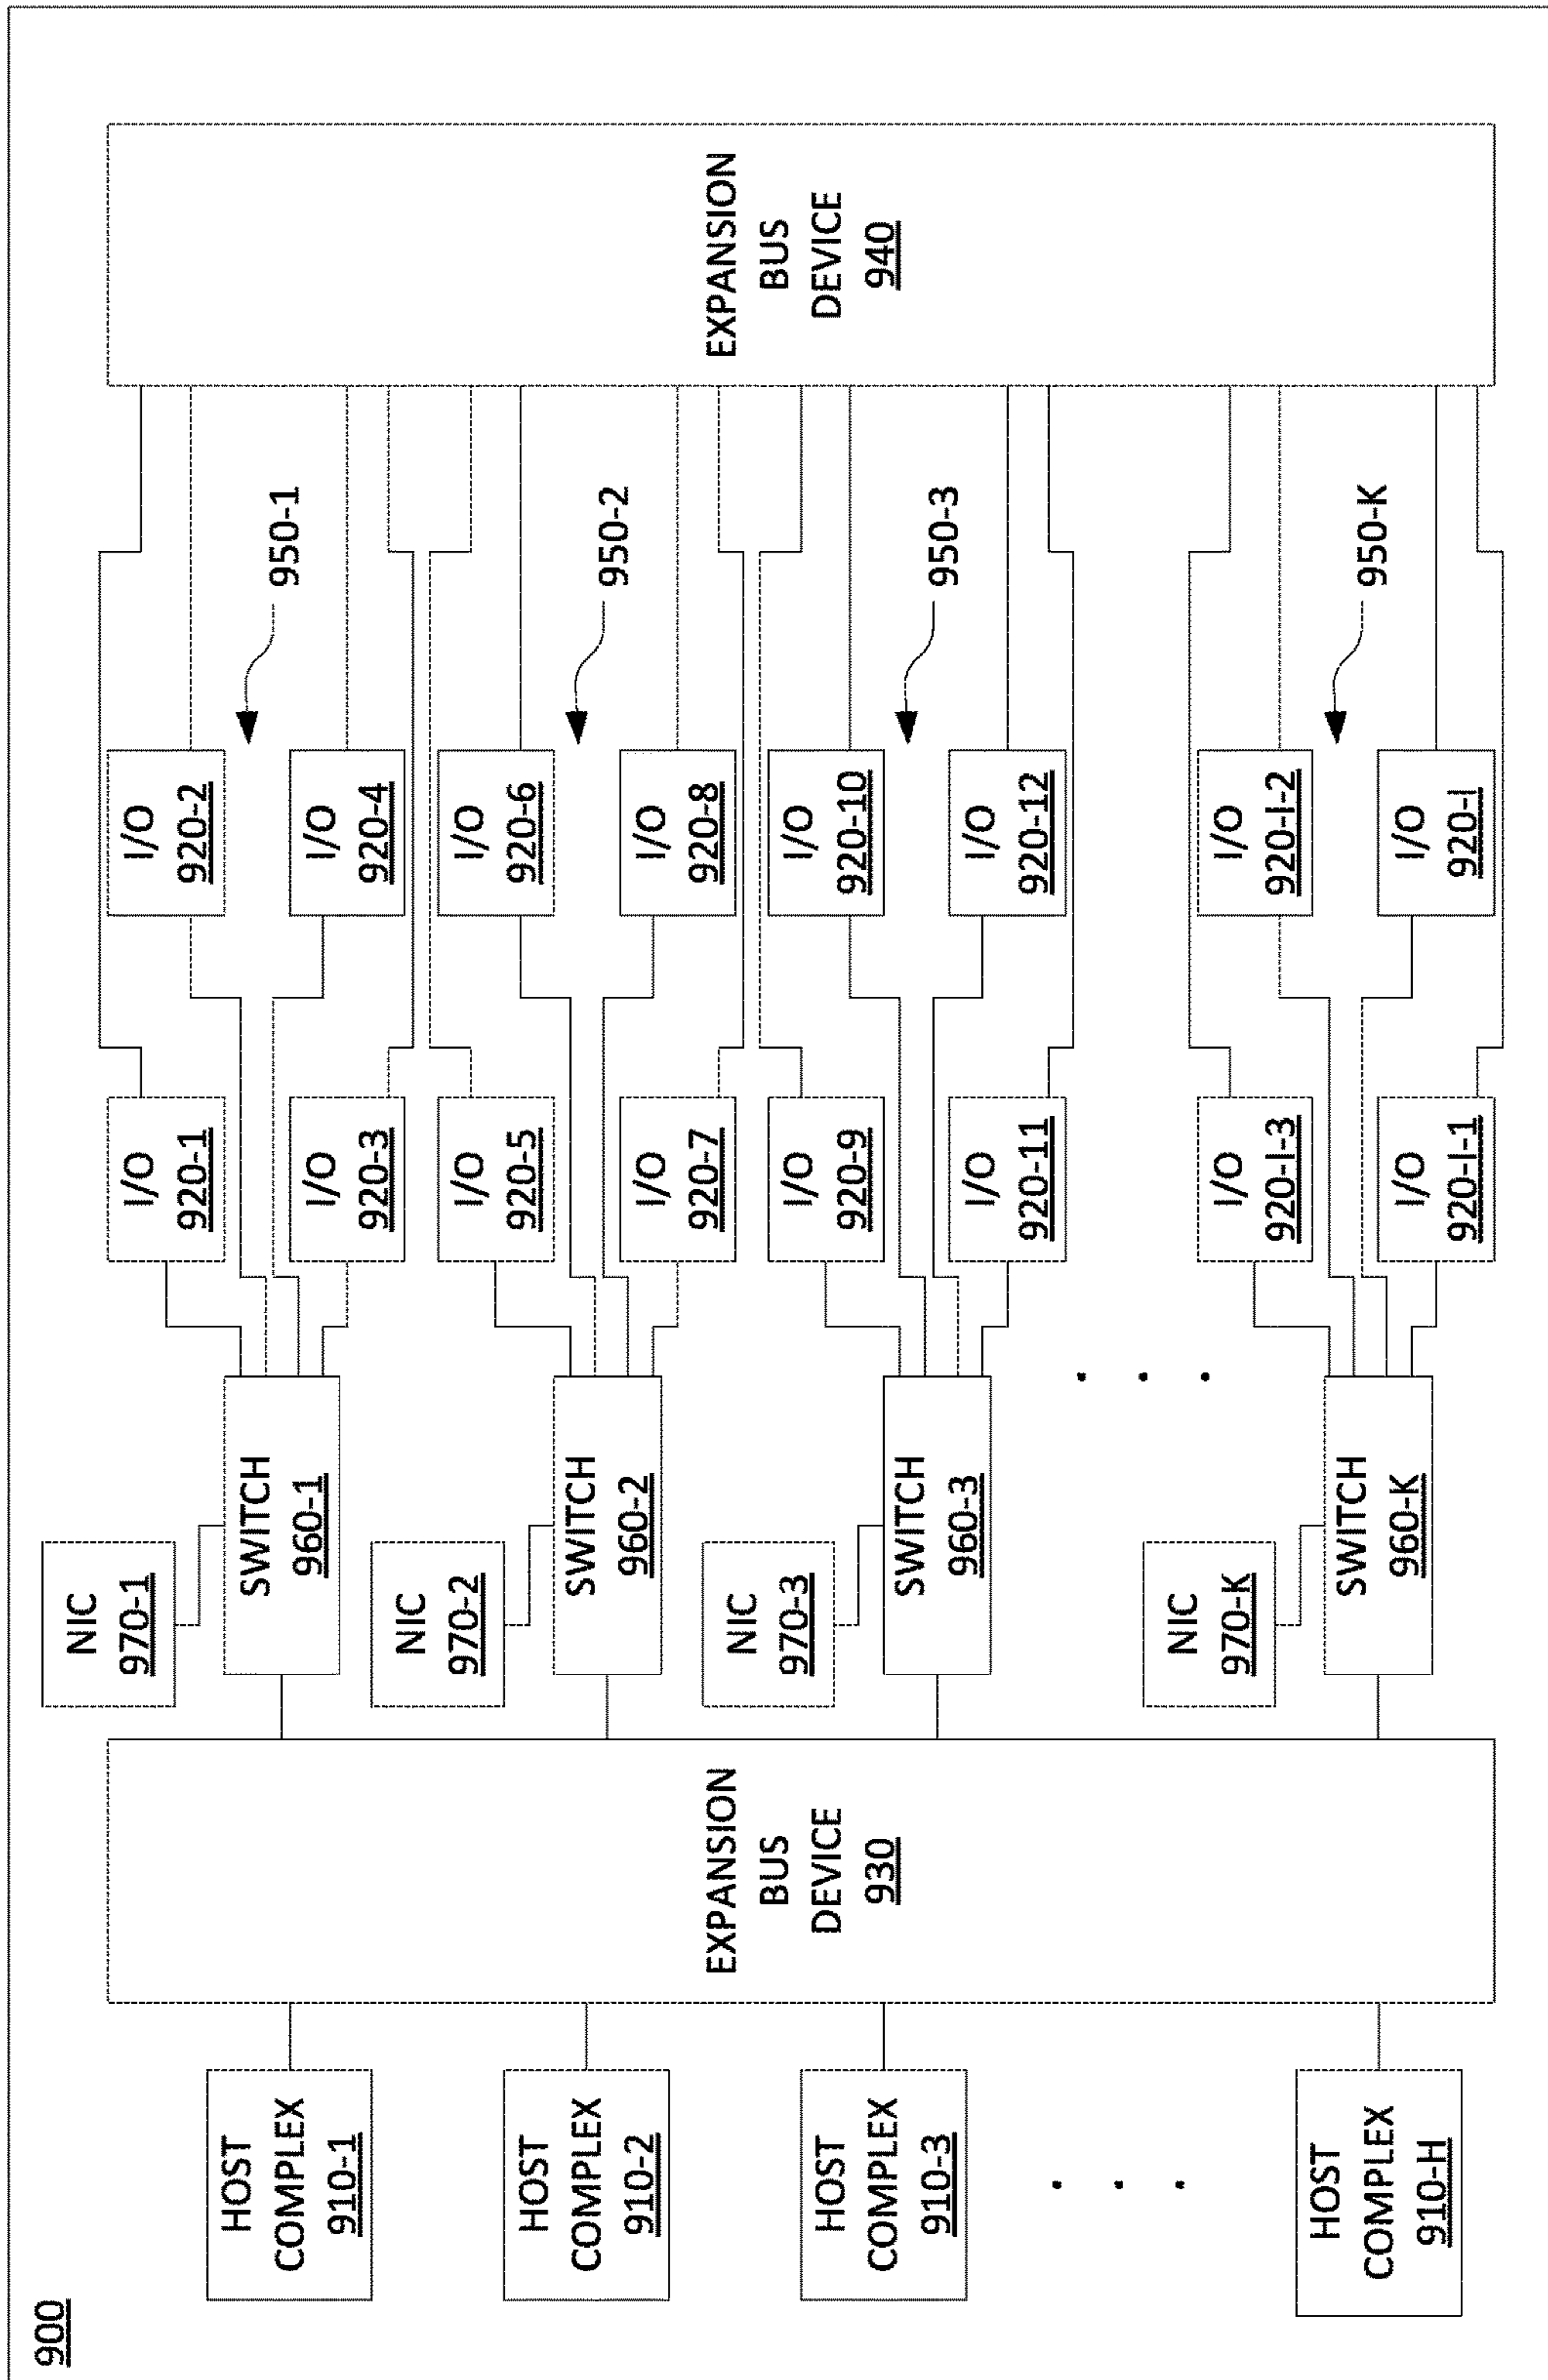 900
HOST
COMPLEX
910-1
HOST
COMPLEX
910-2
HOST
COMPLEX
910-3
. . .
HOST
COMPLEX
910-H
EXPANSION
BUS
DEVICE
930
NIC
970-1
NIC
970-2
NIC
970-3
NIC
970-K
SWITCH
960-1
SWITCH
960-2
SWITCH
960-3
. . .
SWITCH
960-K
I/O
920-1
I/O
920-3
I/O
920-5
I/O
920-7
I/O
920-9
I/O
920-11
I/O
920-I-3
I/O
920-I-1
I/O
920-2
I/O
920-4
I/O
920-6
I/O
920-8
I/O
920-10
I/O
920-12
I/O
920-I-2
I/O
920-I
950-1
950-2
950-3
950-K
EXPANSION
BUS
DEVICE
940